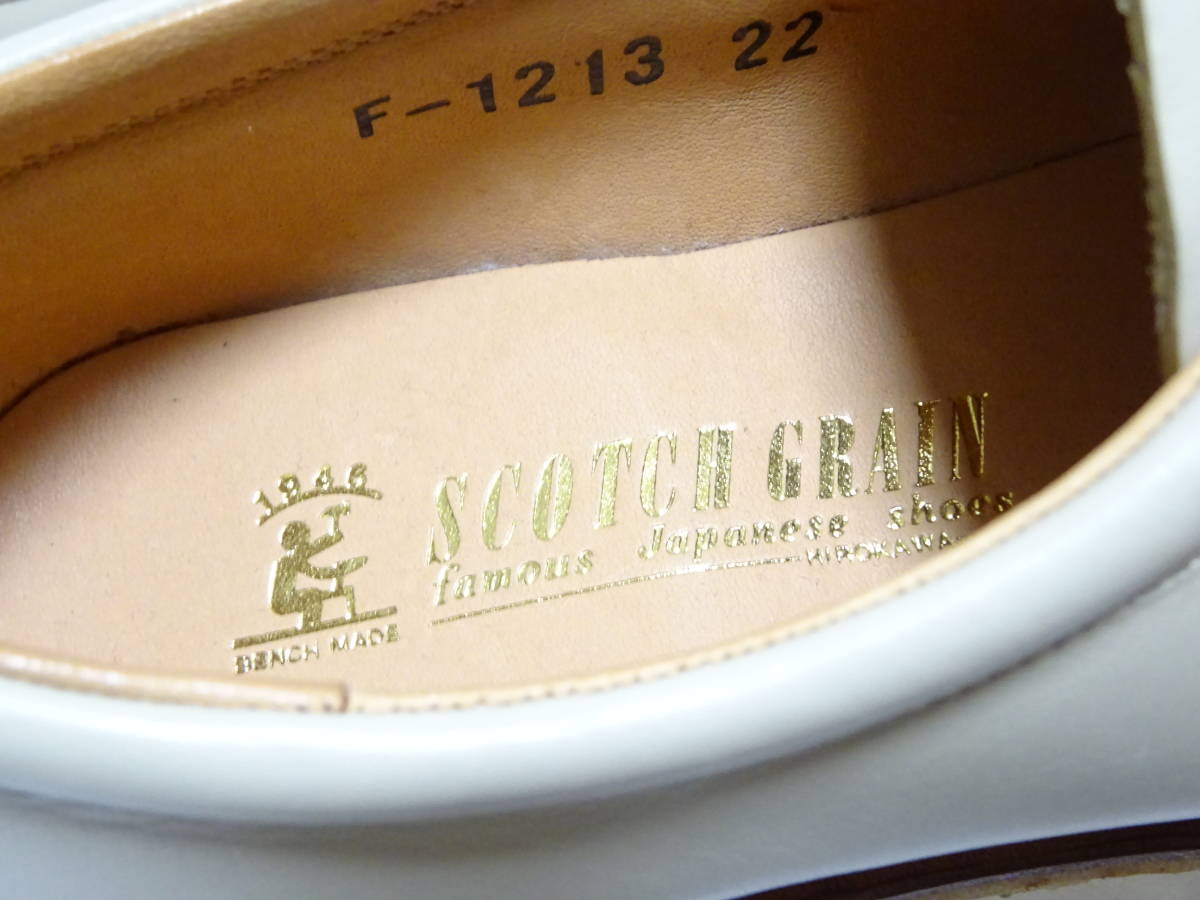 F-1213 22
1946
BENCH MADE
SCOTCH GRAIN
famous Japanese shoes
HIROKAWA